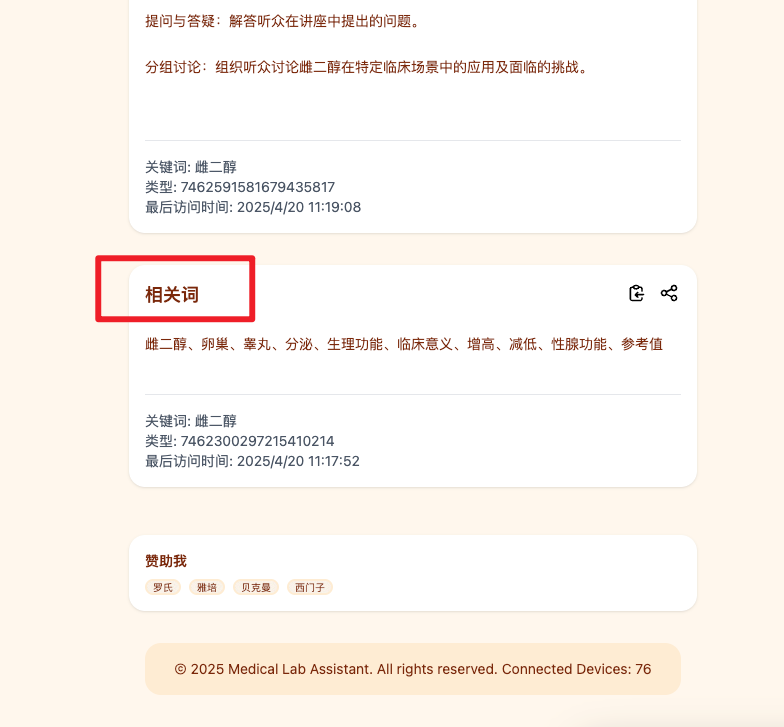 提问与答疑：解答听众在讲座中提出的问题。
分组讨论：组织听众讨论雌二醇在特定临床场景中的应用及面临的挑战。
关键词: 雌二醇
类型: 7462591581679435817
最后访问时间: 2025/4/20 11:19:08
相关词
雌二醇、卵巢、睾丸、分泌、生理功能、临床意义、增高、减低、性腺功能、参考值
关键词: 雌二醇
类型: 7462300297215410214
最后访问时间: 2025/4/20 11:17:52
赞助我
罗氏 雅培 贝克曼 西门子
© 2025 Medical Lab Assistant. All rights reserved. Connected Devices: 76